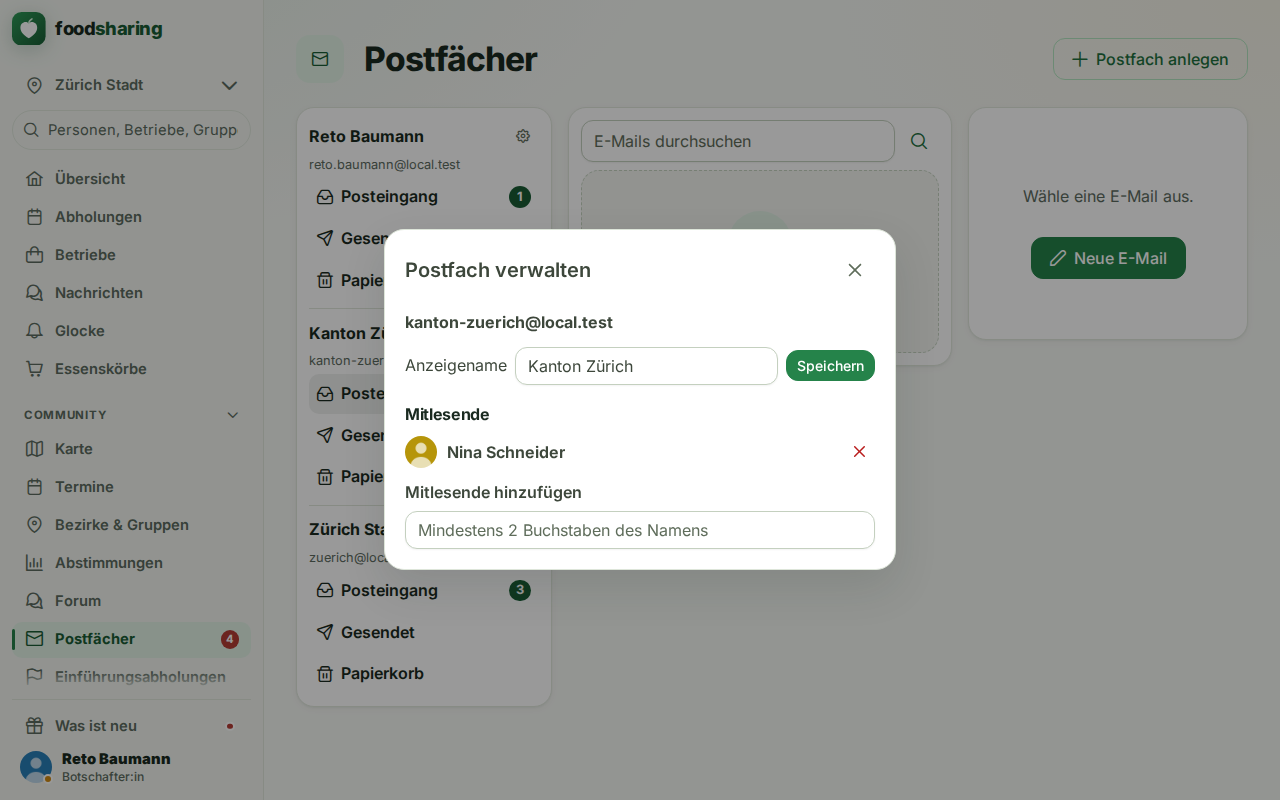 foodsharing
Zürich Stadt
Personen, Betriebe, Grupp
Übersicht
Abholungen
Betriebe
Nachrichten
Glocke
Essenskörbe
COMMUNITY
Karte
Termine
Bezirke & Gruppen
Abstimmungen
Forum
Postfächer 4
Einführungsabholungen
Was ist neu
Reto Baumann
Botschafter:in
Postfächer
Postfach anlegen
Reto Baumann
reto.baumann@local.test
Posteingang 1
Gesen
Papie
Kanton Zü
kanton-zuer
Poste
Gesen
Papie
Zürich Sta
zuerich@loc
Posteingang 3
Gesendet
Papierkorb
E-Mails durchsuchen
Wähle eine E-Mail aus.
Neue E-Mail
Postfach verwalten
kanton-zuerich@local.test
Anzeigename Kanton Zürich Speichern
Mitlesende
Nina Schneider
Mitlesende hinzufügen
Mindestens 2 Buchstaben des Namens